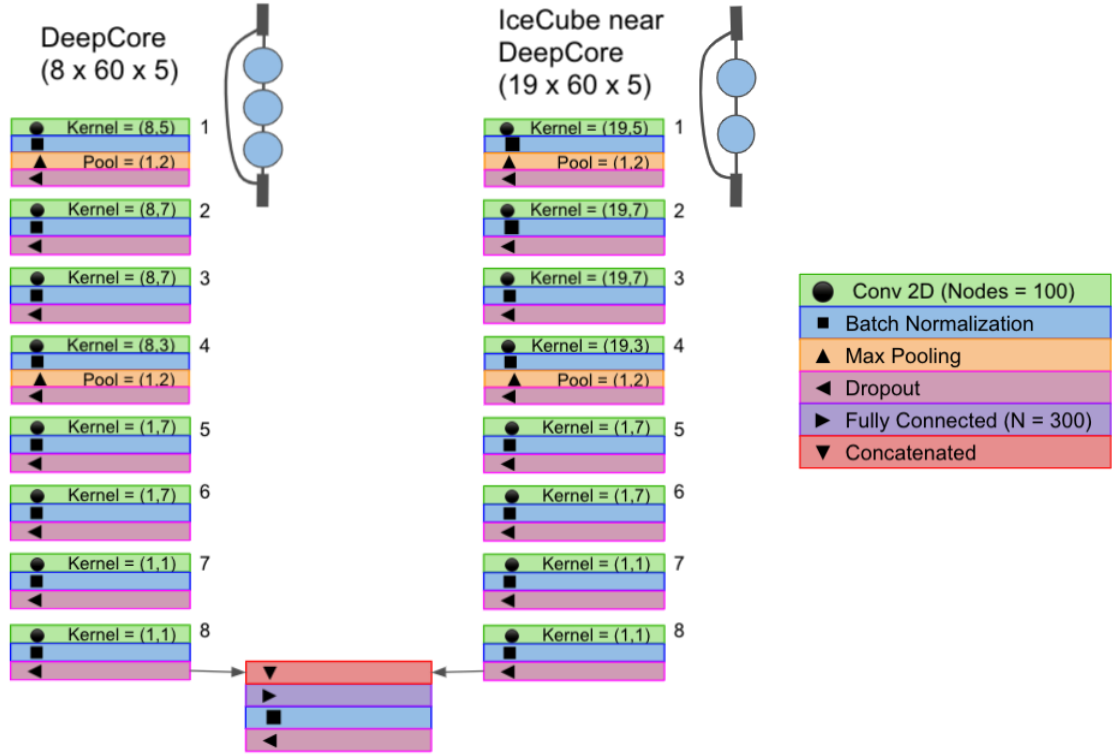 DeepCore
(8 x 60 x 5)
Kernel = (8,5) 1
Pool = (1,2)
Kernel = (8,7) 2
Kernel = (8,7) 3
Kernel = (8,3) 4
Pool = (1,2)
Kernel = (1,7) 5
Kernel = (1,7) 6
Kernel = (1,1) 7
Kernel = (1,1) 8
IceCube near
DeepCore
(19 x 60 x 5)
Kernel = (19,5) 1
Pool = (1,2)
Kernel = (19,7) 2
Kernel = (19,7) 3
Kernel = (19,3) 4
Pool = (1,2)
Kernel = (1,7) 5
Kernel = (1,7) 6
Kernel = (1,1) 7
Kernel = (1,1) 8
Conv 2D (Nodes = 100)
Batch Normalization
Max Pooling
Dropout
Fully Connected (N = 300)
Concatenated